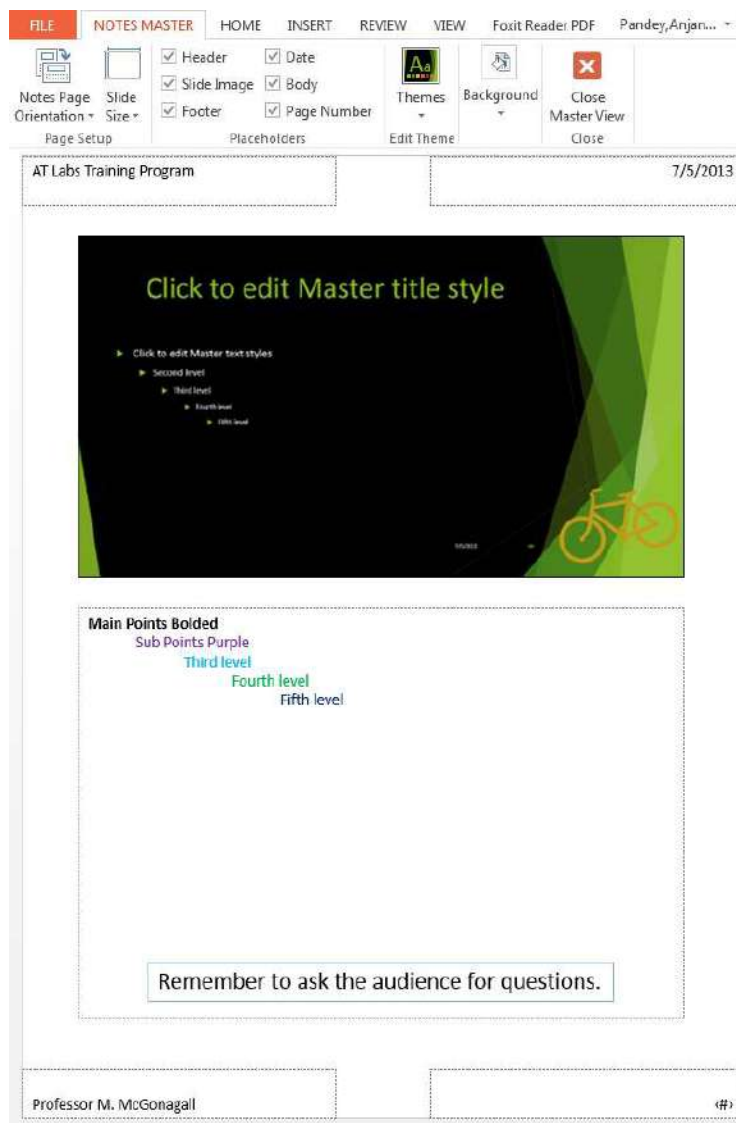 FILE NOTES MASTER HOME INSERT REVIEW VIEW Foxit Reader PDF Pandey,Anjan...
Notes Page Orientation Slide Size
Header Date
Slide Image Body
Footer Page Number
Themes Background Close Master View
Page Setup Placeholders Edit Theme Close
AT Labs Training Program 7/5/2013
Click to edit Master title style
Click to edit Master text styles
Second level
Third level
Fourth level
Fifth level
7/5/2013
Main Points Bolded
Sub Points Purple
Third level
Fourth level
Fifth level
Remember to ask the audience for questions.
Professor M. McGonagall ‹#›